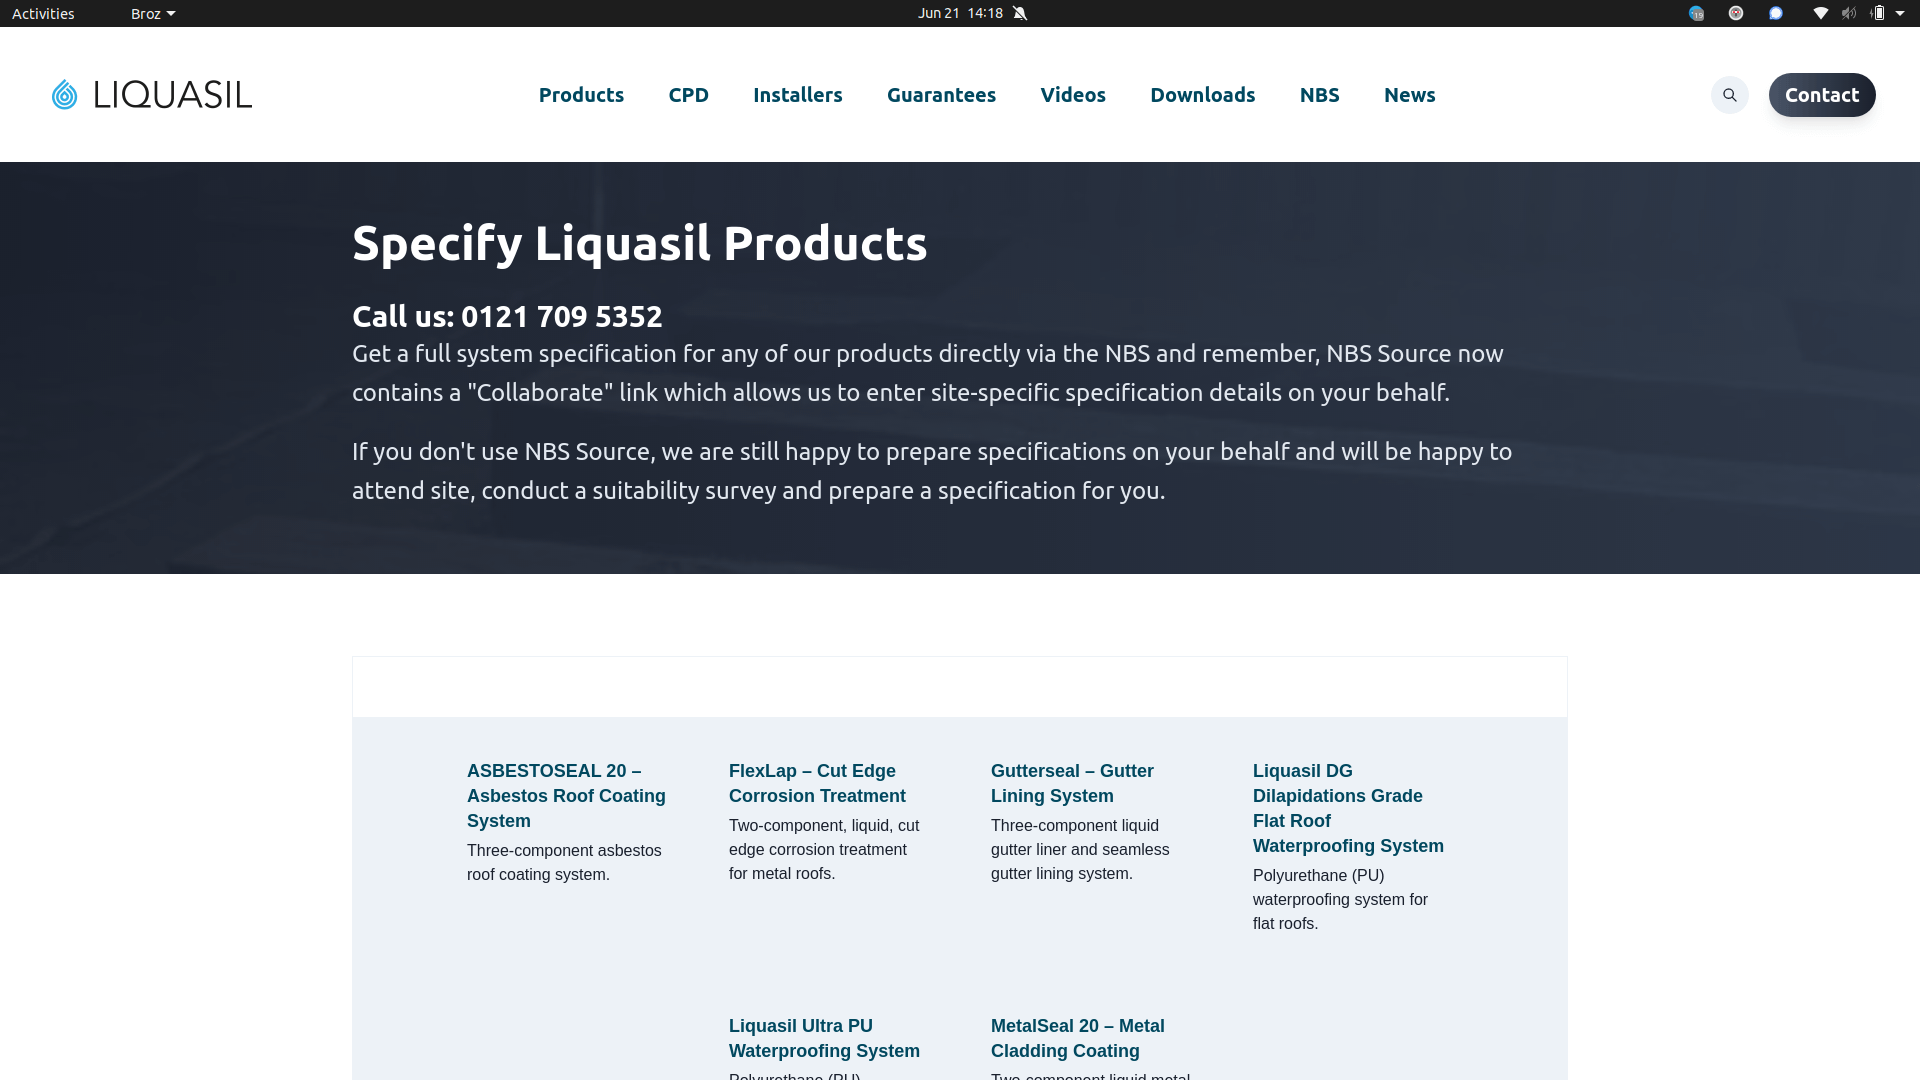 Activities Broz Jun 21 14:18
LIQUASIL Products CPD Installers Guarantees Videos Downloads NBS News Contact
Specify Liquasil Products
Call us: 0121 709 5352
Get a full system specification for any of our products directly via the NBS and remember, NBS Source now
contains a "Collaborate" link which allows us to enter site-specific specification details on your behalf.
If you don't use NBS Source, we are still happy to prepare specifications on your behalf and will be happy to
attend site, conduct a suitability survey and prepare a specification for you.
ASBESTOSEAL 20 –
Asbestos Roof Coating
System
Three-component asbestos
roof coating system.
FlexLap – Cut Edge
Corrosion Treatment
Two-component, liquid, cut
edge corrosion treatment
for metal roofs.
Gutterseal – Gutter
Lining System
Three-component liquid
gutter liner and seamless
gutter lining system.
Liquasil DG
Dilapidations Grade
Flat Roof
Waterproofing System
Polyurethane (PU)
waterproofing system for
flat roofs.
Liquasil Ultra PU
Waterproofing System
Polyurethane (PU)
MetalSeal 20 – Metal
Cladding Coating
Two-component liquid metal